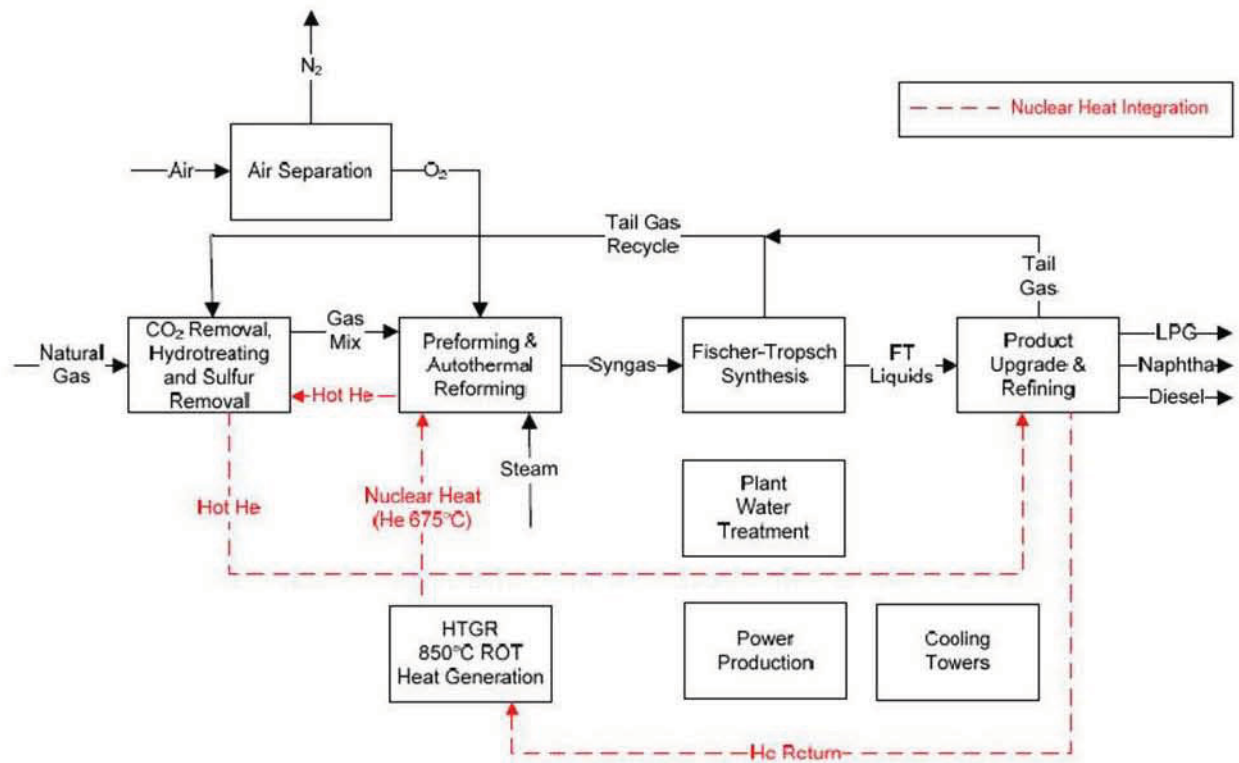 N₂
Nuclear Heat Integration
Air
Air Separation
O₂
Tail Gas
Recycle
Tail
Gas
Natural
Gas
CO₂ Removal,
Hydrotreating
and Sulfur
Removal
Gas
Mix
Hot He
Preforming &
Autothermal
Reforming
Syngas
Fischer-Tropsch
Synthesis
FT
Liquids
Product
Upgrade &
Refining
LPG
Naphtha
Diesel
Hot He
Nuclear Heat
(He 675°C)
Steam
Plant
Water
Treatment
HTGR
850°C ROT
Heat Generation
Power
Production
Cooling
Towers
He Return